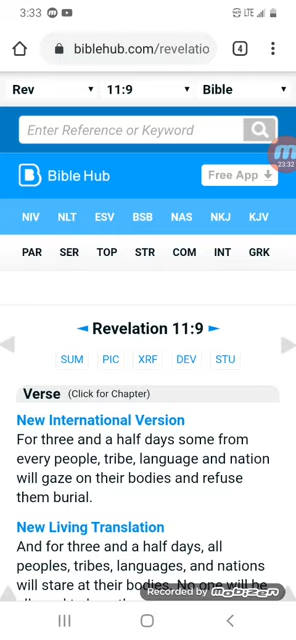 3:33 LTE
biblehub.com/revelatio 4
Rev 11:9 Bible
Enter Reference or Keyword
23:32
Bible Hub Free App
NIV NLT ESV BSB NAS NKJ KJV
PAR SER TOP STR COM INT GRK
◄ Revelation 11:9 ►
SUM PIC XRF DEV STU
Verse (Click for Chapter)
New International Version
For three and a half days some from
every people, tribe, language and nation
will gaze on their bodies and refuse
them burial.
New Living Translation
And for three and a half days, all
peoples, tribes, languages, and nations
will stare at their bodies. No one will be
Recorded by mobizen